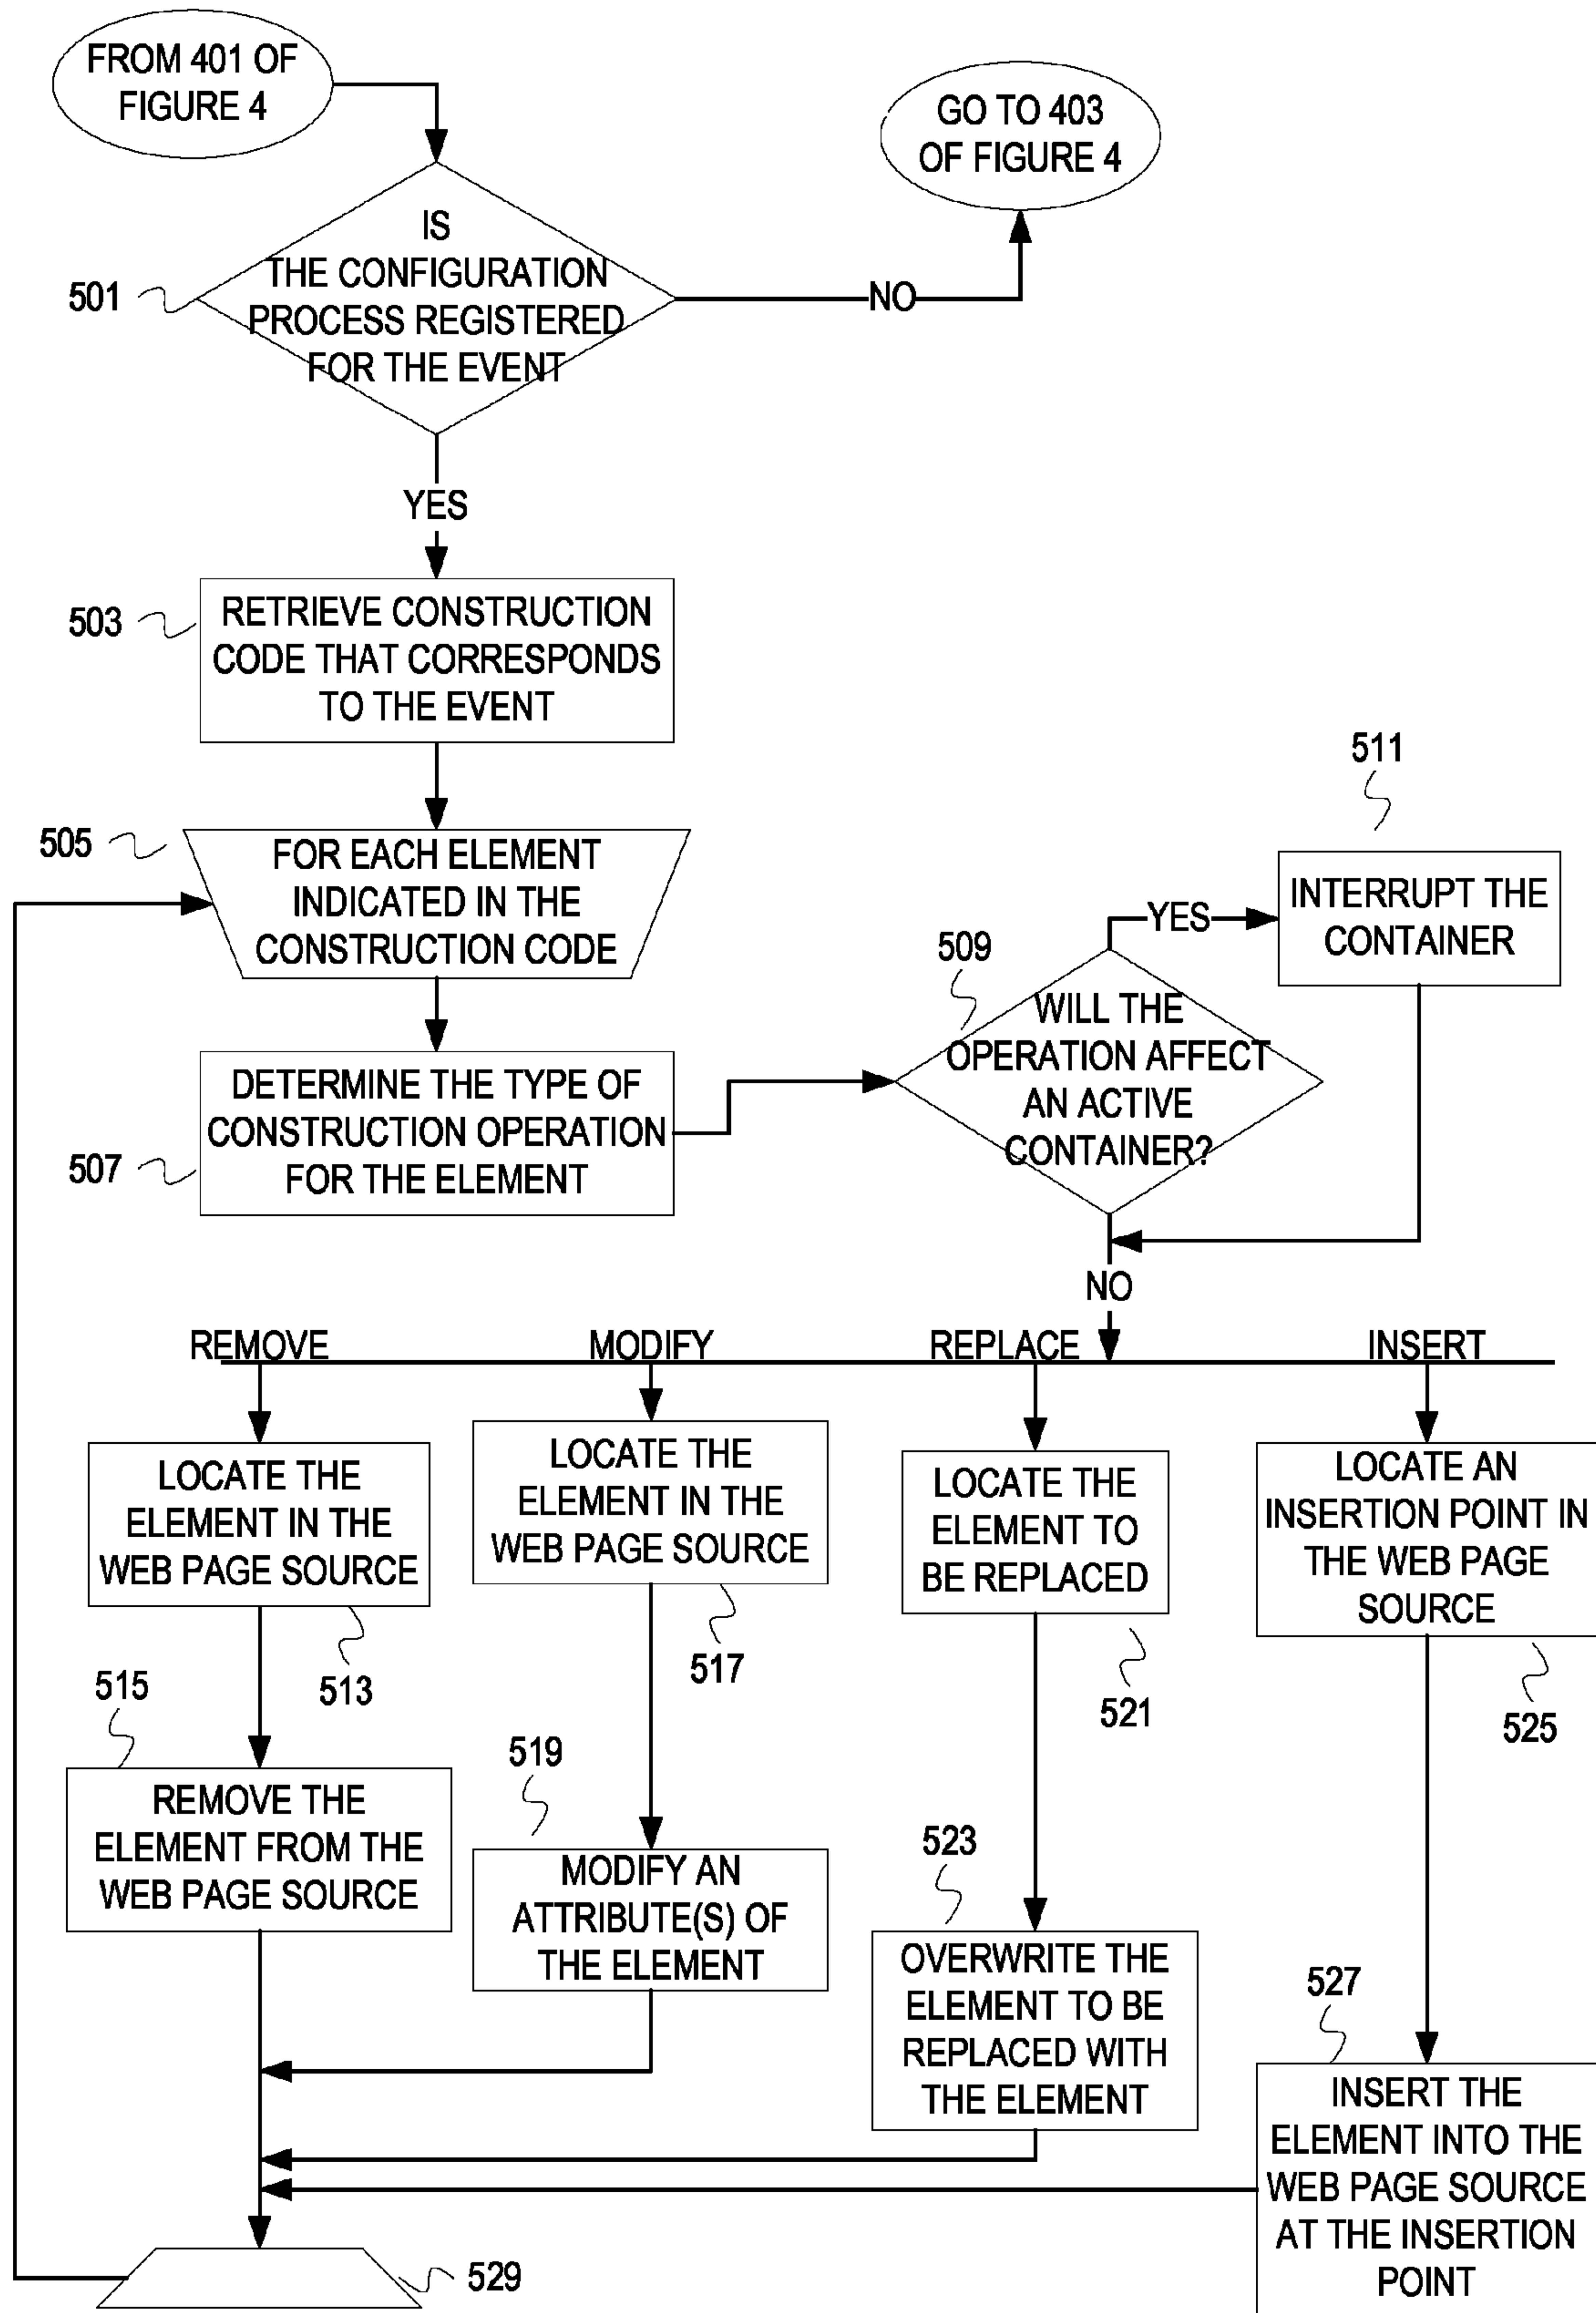 FROM 401 OF
FIGURE 4
GO TO 403
OF FIGURE 4
IS
THE CONFIGURATION
PROCESS REGISTERED
FOR THE EVENT
501
NO
YES
503
RETRIEVE CONSTRUCTION
CODE THAT CORRESPONDS
TO THE EVENT
505
FOR EACH ELEMENT
INDICATED IN THE
CONSTRUCTION CODE
507
DETERMINE THE TYPE OF
CONSTRUCTION OPERATION
FOR THE ELEMENT
509
WILL THE
OPERATION AFFECT
AN ACTIVE
CONTAINER?
YES
511
INTERRUPT THE
CONTAINER
NO
REMOVE
MODIFY
REPLACE
INSERT
LOCATE THE
ELEMENT IN THE
WEB PAGE SOURCE
513
515
REMOVE THE
ELEMENT FROM THE
WEB PAGE SOURCE
LOCATE THE
ELEMENT IN THE
WEB PAGE SOURCE
517
519
MODIFY AN
ATTRIBUTE(S) OF
THE ELEMENT
LOCATE THE
ELEMENT TO
BE REPLACED
521
523
OVERWRITE THE
ELEMENT TO BE
REPLACED WITH
THE ELEMENT
LOCATE AN
INSERTION POINT IN
THE WEB PAGE
SOURCE
525
527
INSERT THE
ELEMENT INTO THE
WEB PAGE SOURCE
AT THE INSERTION
POINT
529